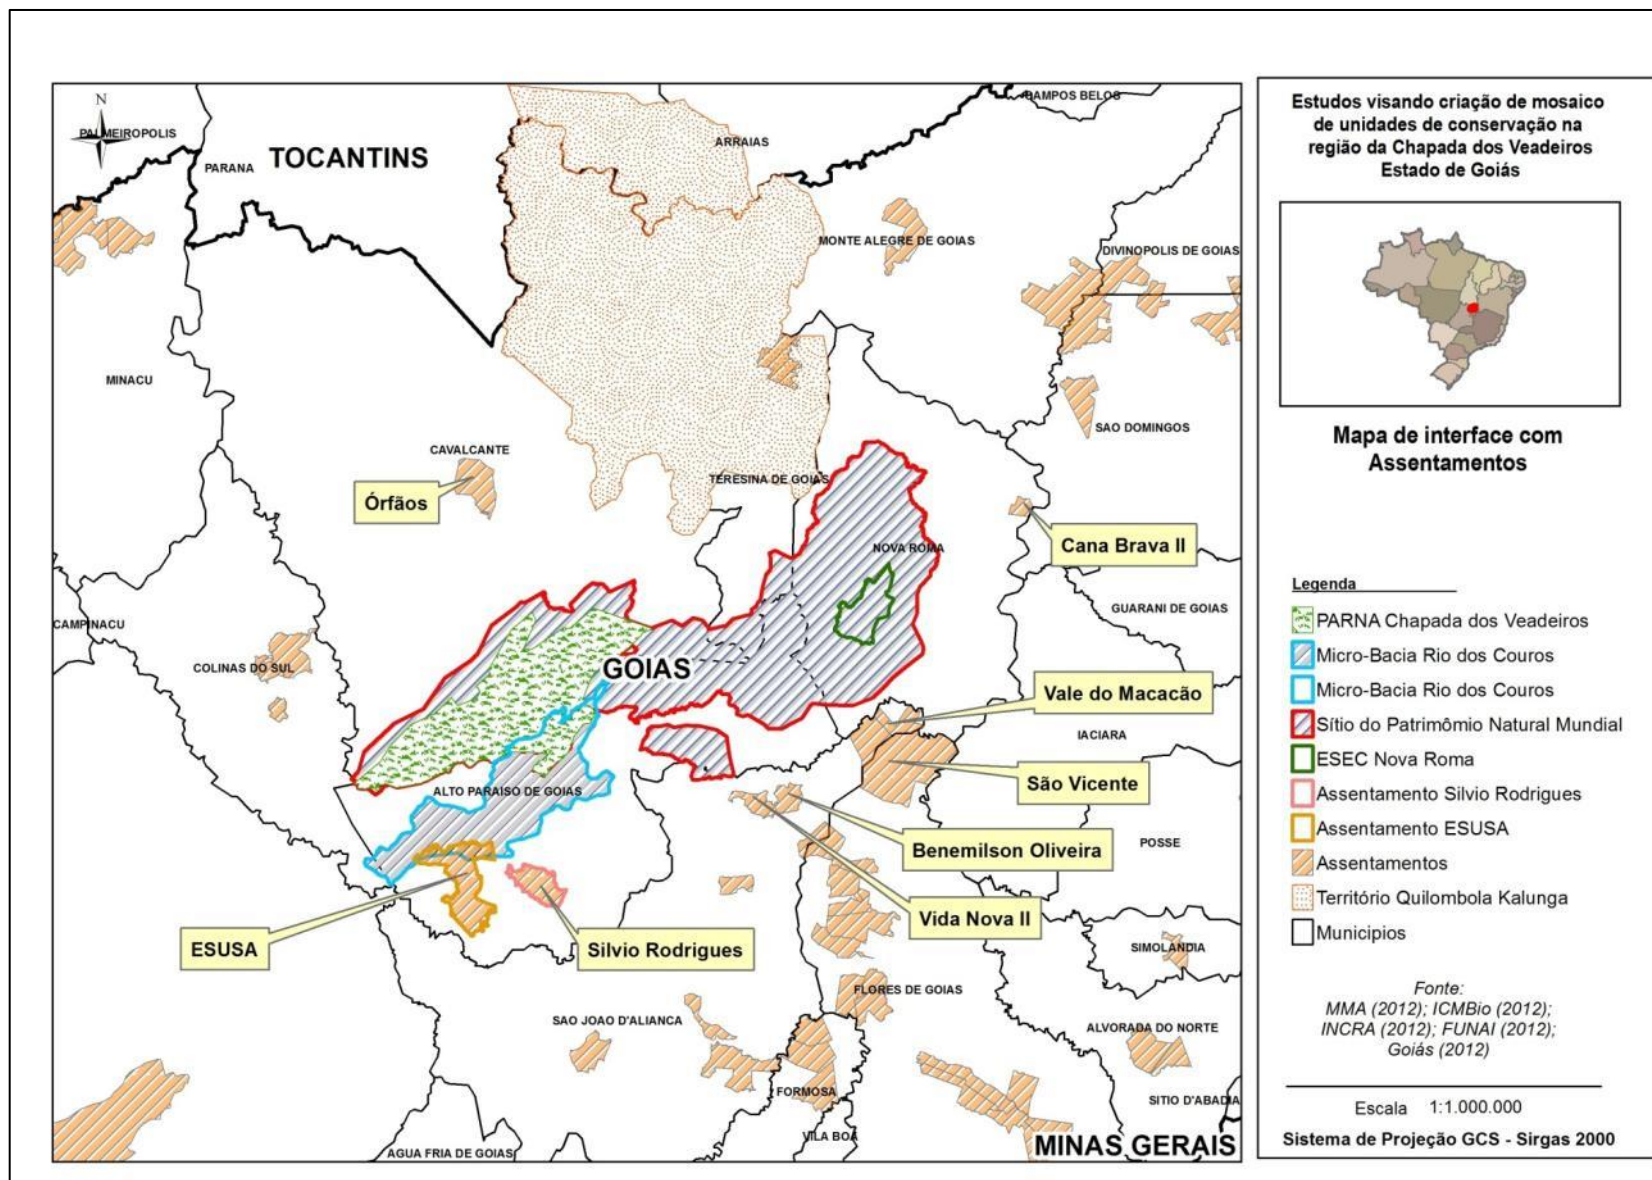 N
PALMEIROPOLIS
PARANA
TOCANTINS
ARRAIAS
CAMPOS BELOS
MONTE ALEGRE DE GOIAS
DIVINOPOLIS DE GOIAS
MINACU
CAVALCANTE
Órfãos
TERESINA DE GOIAS
SAO DOMINGOS
NOVA ROMA
Cana Brava II
GUARANI DE GOIAS
CAMPINACU
COLINAS DO SUL
GOIAS
Vale do Macacão
IACIARA
São Vicente
ALTO PARAISO DE GOIAS
Benemilson Oliveira
POSSE
Vida Nova II
ESUSA
Silvio Rodrigues
SIMOLANDIA
FLORES DE GOIAS
SAO JOAO D'ALIANCA
ALVORADA DO NORTE
FORMOSA
SITIO D'ABADIA
VILA BOA
AGUA FRIA DE GOIAS
MINAS GERAIS
Estudos visando criação de mosaico
de unidades de conservação na
região da Chapada dos Veadeiros
Estado de Goiás
Mapa de interface com
Assentamentos
Legenda
PARNA Chapada dos Veadeiros
Micro-Bacia Rio dos Couros
Micro-Bacia Rio dos Couros
Sítio do Patrimômio Natural Mundial
ESEC Nova Roma
Assentamento Silvio Rodrigues
Assentamento ESUSA
Assentamentos
Território Quilombola Kalunga
Municipios
Fonte:
MMA (2012); ICMBio (2012);
INCRA (2012); FUNAI (2012);
Goiás (2012)
Escala 1:1.000.000
Sistema de Projeção GCS - Sirgas 2000